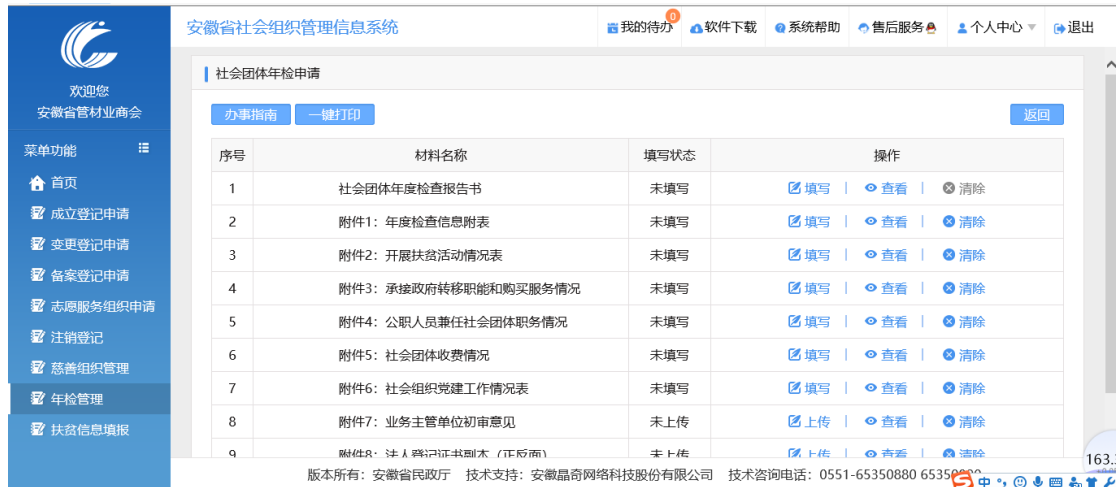 安徽省社会组织管理信息系统
我的待办 0 软件下载 系统帮助 售后服务 个人中心 退出
欢迎您
安徽省管材业商会
菜单功能
首页
成立登记申请
变更登记申请
备案登记申请
志愿服务组织申请
注销登记
慈善组织管理
年检管理
扶贫信息填报
社会团体年检申请
办事指南 一键打印 返回
序号 材料名称 填写状态 操作
1 社会团体年度检查报告书 未填写 填写 | 查看 | 清除
2 附件1：年度检查信息附表 未填写 填写 | 查看 | 清除
3 附件2：开展扶贫活动情况表 未填写 填写 | 查看 | 清除
4 附件3：承接政府转移职能和购买服务情况 未填写 填写 | 查看 | 清除
5 附件4：公职人员兼任社会团体职务情况 未填写 填写 | 查看 | 清除
6 附件5：社会团体收费情况 未填写 填写 | 查看 | 清除
7 附件6：社会组织党建工作情况表 未填写 填写 | 查看 | 清除
8 附件7：业务主管单位初审意见 未上传 上传 | 查看 | 清除
9 附件8：法人登记证书副本（正反面） 未上传 上传 | 查看 | 清除
版本所有：安徽省民政厅 技术支持：安徽晶奇网络科技股份有限公司 技术咨询电话：0551-65350880
163.
中